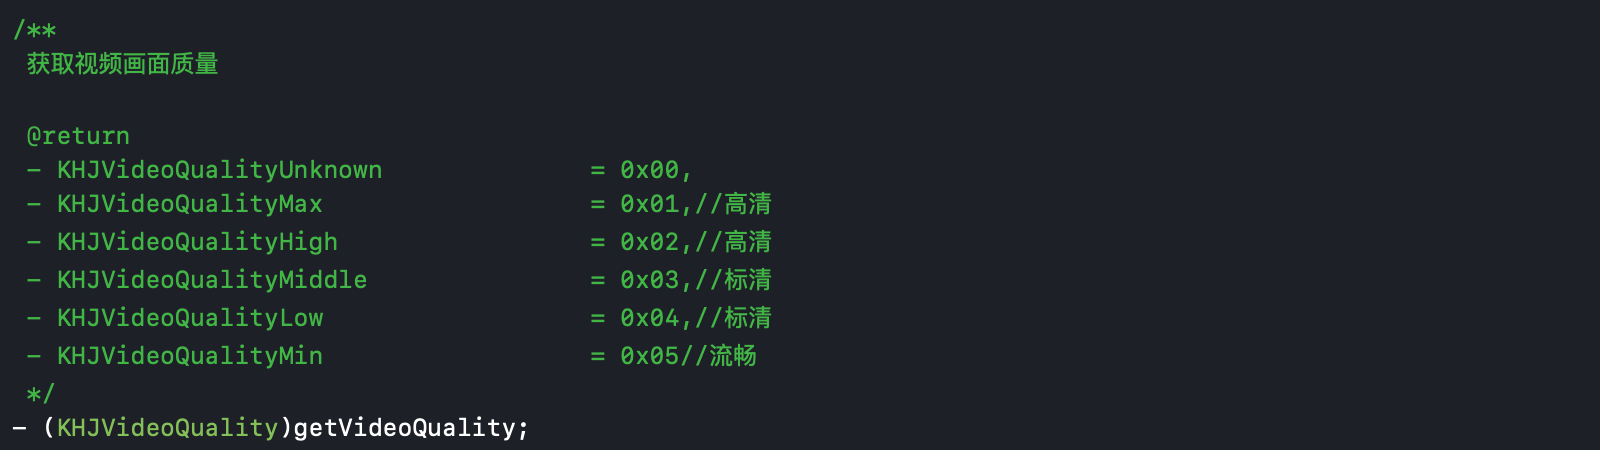 /**
获取视频画面质量
@return
- KHJVideoQualityUnknown = 0x00,
- KHJVideoQualityMax = 0x01,//高清
- KHJVideoQualityHigh = 0x02,//高清
- KHJVideoQualityMiddle = 0x03,//标清
- KHJVideoQualityLow = 0x04,//标清
- KHJVideoQualityMin = 0x05//流畅
*/
- (KHJVideoQuality)getVideoQuality;